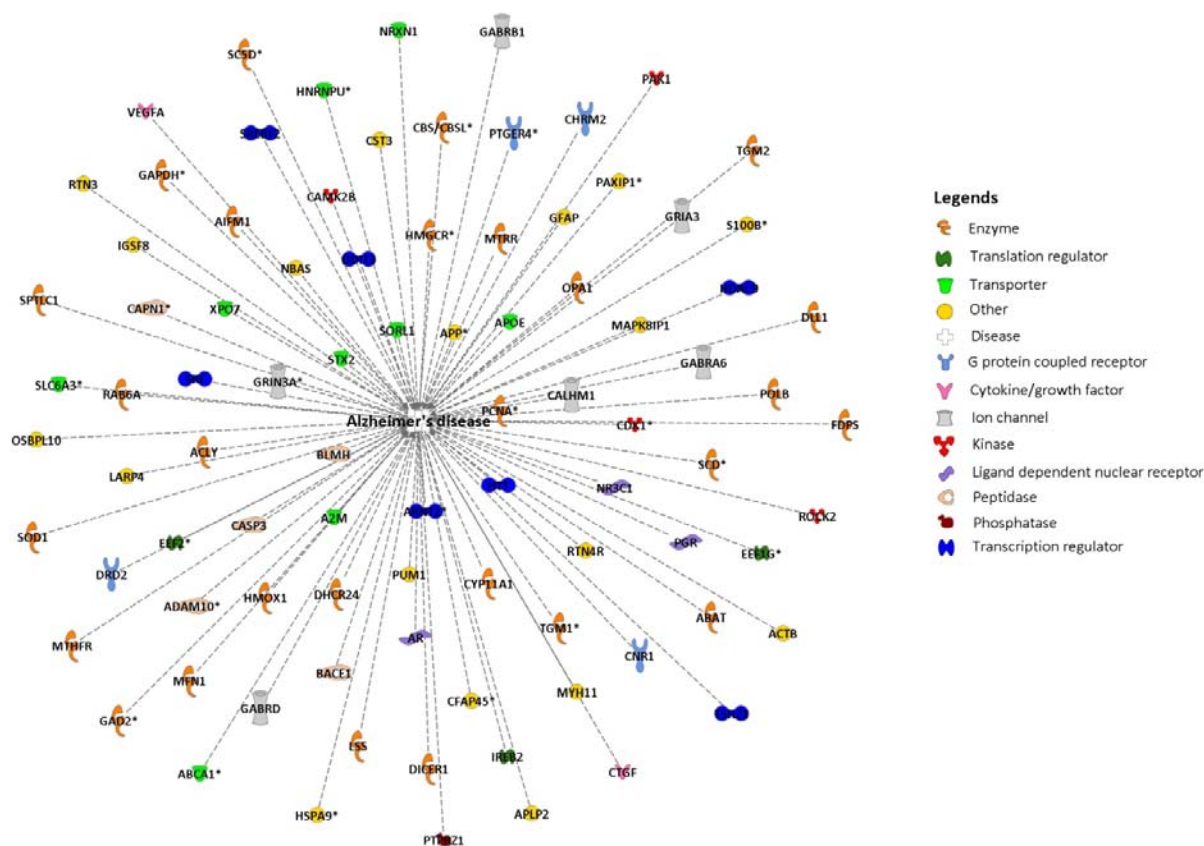 NRXN1
GABRB1
SC5D*
PAK1
HNRNPU*
VEGFA
CBS/CBSL*
PTGER4*
CHRM2
CST3
TGM2
GAPDH*
RTN3
PAXIP1*
CAMK2B
AIFM1
GFAP
GRIA3
S100B*
HMGCR*
MTRR
IGSF8
NBAS
OPA1
SPTLC1
CAPN1*
XPO7
SORL1
APP*
APOE
MAPK8IP1
DLL1
STX2
GABRA6
SLC6A3*
RAB6A
GRIN3A*
CALHM1
POLB
PCNA*
Alzheimer's disease
CDX1*
FDPS
OSBPL10
ACLY
BLMH
SCD*
LARP4
NR3C1
ROCK2
A2M
CASP3
SOD1
EEF2*
PGR
EEF1G*
RTN4R
DRD2
PUM1
CYP11A1
ADAM10*
HMOX1
DHCR24
ABAT
ACTB
TGM1*
AR
MTHFR
CNR1
BACE1
MFN1
MYH11
CFAP45*
GABRD
GAD2*
LSS
IREB2
DICER1
CTGF
ABCA1*
HSPA9*
APLP2
Legends
Enzyme
Translation regulator
Transporter
Other
Disease
G protein coupled receptor
Cytokine/growth factor
Ion channel
Kinase
Ligand dependent nuclear receptor
Peptidase
Phosphatase
Transcription regulator